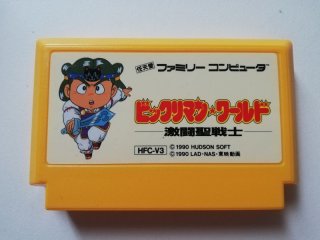 任天堂 ファミリー コンピュータ
ビックリマン★ワールド
激闘聖戦士
HFC-V3
©1990 HUDSON SOFT
©1990 LAD・NAS・東映動画